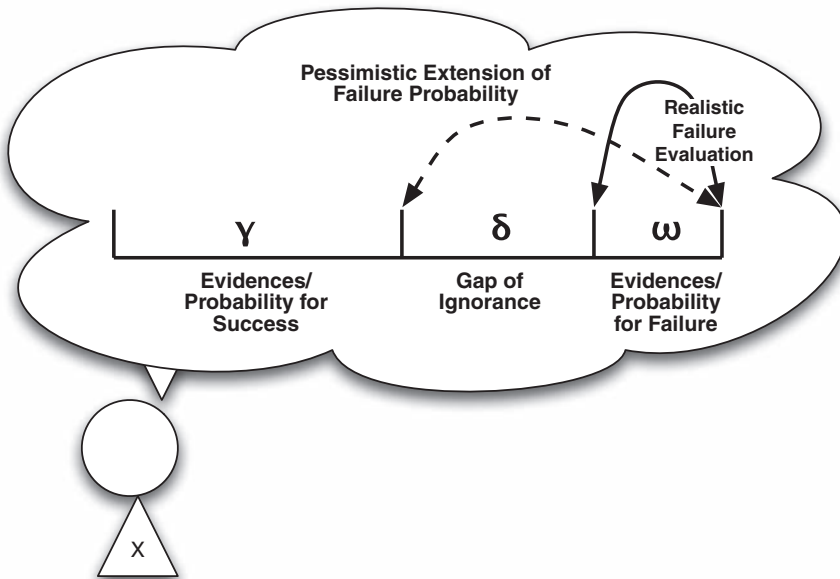 Pessimistic Extension of
Failure Probability
Realistic
Failure
Evaluation
γ
δ
ω
Evidences/
Probability for
Success
Gap of
Ignorance
Evidences/
Probability
for Failure
X